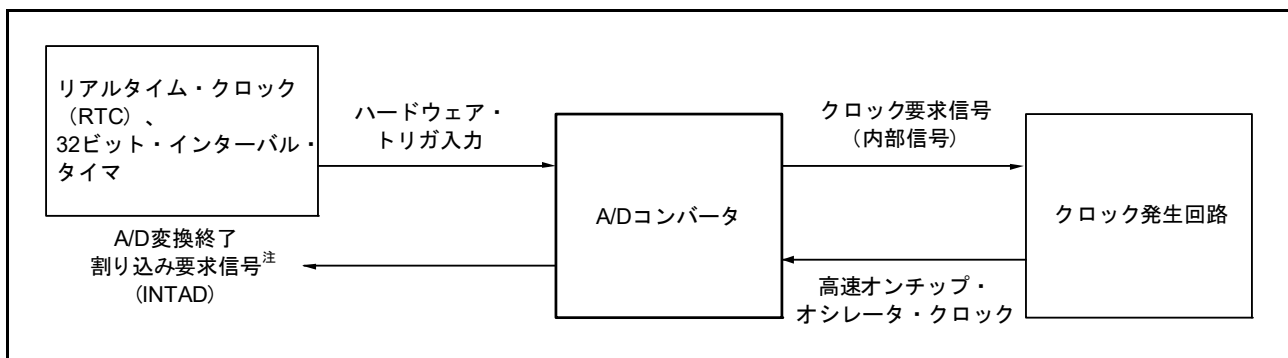 リアルタイム・クロック
（RTC）、
32ビット・インターバル・
タイマ
ハードウェア・
トリガ入力
A/D変換終了
割り込み要求信号注
(INTAD)
A/Dコンバータ
クロック要求信号
（内部信号）
高速オンチップ・
オシレータ・クロック
クロック発生回路